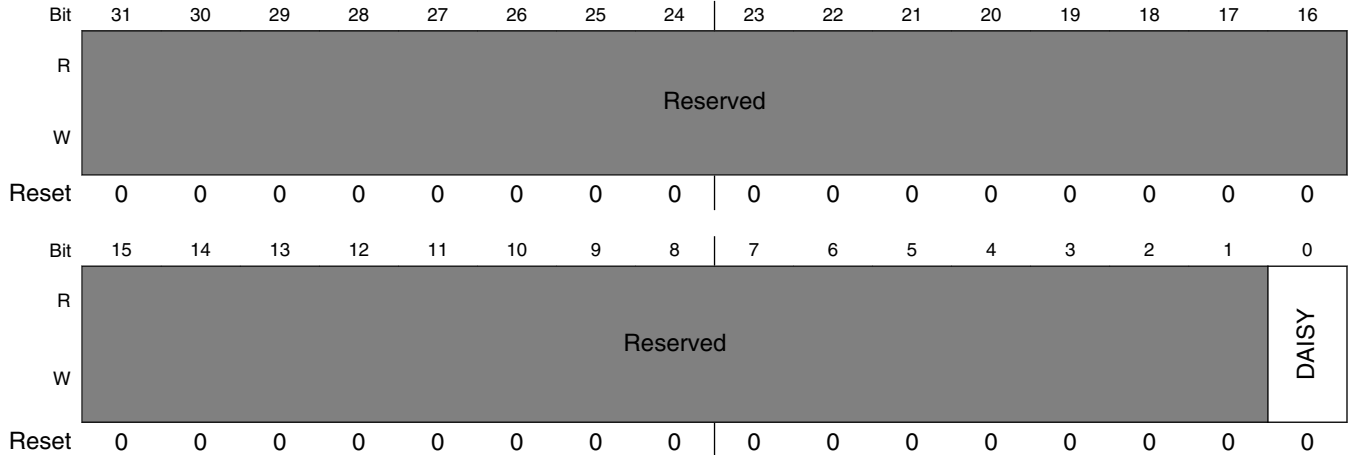 Bit 31 30 29 28 27 26 25 24 23 22 21 20 19 18 17 16
R
Reserved
W
Reset 0 0 0 0 0 0 0 0 0 0 0 0 0 0 0 0
Bit 15 14 13 12 11 10 9 8 7 6 5 4 3 2 1 0
R
Reserved
DAISY
W
Reset 0 0 0 0 0 0 0 0 0 0 0 0 0 0 0 0